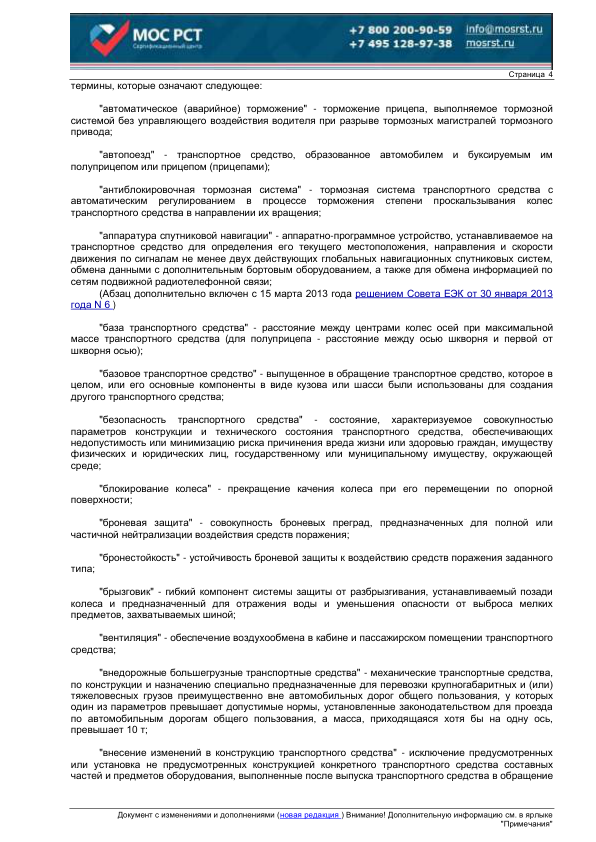 МОС РСТ
Сертификационный центр
+7 800 200-90-59
+7 495 128-97-38
info@mosrst.ru
mosrst.ru
Страница 4
термины, которые означают следующее:
"автоматическое (аварийное) торможение" - торможение прицепа, выполняемое тормозной
системой без управляющего воздействия водителя при разрыве тормозных магистралей тормозного
привода;
"автопоезд" - транспортное средство, образованное автомобилем и буксируемым им
полуприцепом или прицепом (прицепами);
"антиблокировочная тормозная система" - тормозная система транспортного средства с
автоматическим регулированием в процессе торможения степени проскальзывания колес
транспортного средства в направлении их вращения;
"аппаратура спутниковой навигации" - аппаратно-программное устройство, устанавливаемое на
транспортное средство для определения его текущего местоположения, направления и скорости
движения по сигналам не менее двух действующих глобальных навигационных спутниковых систем,
обмена данными с дополнительным бортовым оборудованием, а также для обмена информацией по
сетям подвижной радиотелефонной связи;
(Абзац дополнительно включен с 15 марта 2013 года решением Совета ЕЭК от 30 января 2013
года N 6 )
"база транспортного средства" - расстояние между центрами колес осей при максимальной
массе транспортного средства (для полуприцепа - расстояние между осью шкворня и первой от
шкворня осью);
"базовое транспортное средство" - выпущенное в обращение транспортное средство, которое в
целом, или его основные компоненты в виде кузова или шасси были использованы для создания
другого транспортного средства;
"безопасность транспортного средства" - состояние, характеризуемое совокупностью
параметров конструкции и технического состояния транспортного средства, обеспечивающих
недопустимость или минимизацию риска причинения вреда жизни или здоровью граждан, имуществу
физических и юридических лиц, государственному или муниципальному имуществу, окружающей
среде;
"блокирование колеса" - прекращение качения колеса при его перемещении по опорной
поверхности;
"броневая защита" - совокупность броневых преград, предназначенных для полной или
частичной нейтрализации воздействия средств поражения;
"бронестойкость" - устойчивость броневой защиты к воздействию средств поражения заданного
типа;
"брызговик" - гибкий компонент системы защиты от разбрызгивания, устанавливаемый позади
колеса и предназначенный для отражения воды и уменьшения опасности от выброса мелких
предметов, захватываемых шиной;
"вентиляция" - обеспечение воздухообмена в кабине и пассажирском помещении транспортного
средства;
"внедорожные большегрузные транспортные средства" - механические транспортные средства,
по конструкции и назначению специально предназначенные для перевозки крупногабаритных и (или)
тяжеловесных грузов преимущественно вне автомобильных дорог общего пользования, у которых
один из параметров превышает допустимые нормы, установленные законодательством для проезда
по автомобильным дорогам общего пользования, а масса, приходящаяся хотя бы на одну ось,
превышает 10 т;
"внесение изменений в конструкцию транспортного средства" - исключение предусмотренных
или установка не предусмотренных конструкцией конкретного транспортного средства составных
частей и предметов оборудования, выполненные после выпуска транспортного средства в обращение
Документ с изменениями и дополнениями (новая редакция ) Внимание! Дополнительную информацию см. в ярлыке
"Примечания"